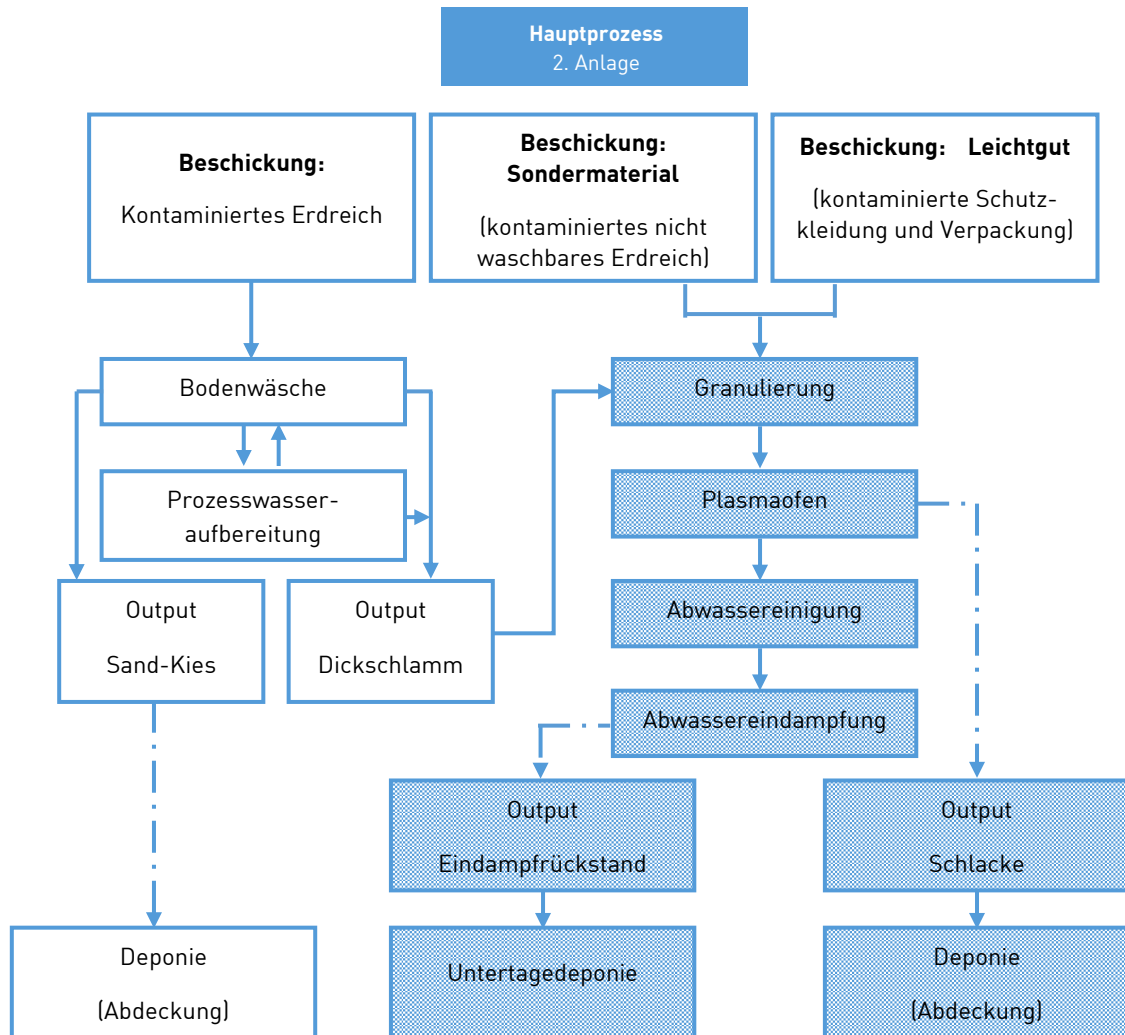 Hauptprozess
2. Anlage
Beschickung:
Kontaminiertes Erdreich
Beschickung:
Sondermaterial
(kontaminiertes nicht
waschbares Erdreich)
Beschickung: Leichtgut
(kontaminierte Schutz-
kleidung und Verpackung)
Bodenwäsche
Prozesswasser-
aufbereitung
Output
Sand-Kies
Output
Dickschlamm
Granulierung
Plasmaofen
Abwassereinigung
Abwassereindampfung
Output
Eindampfrückstand
Output
Schlacke
Deponie
(Abdeckung)
Untertagedeponie
Deponie
(Abdeckung)